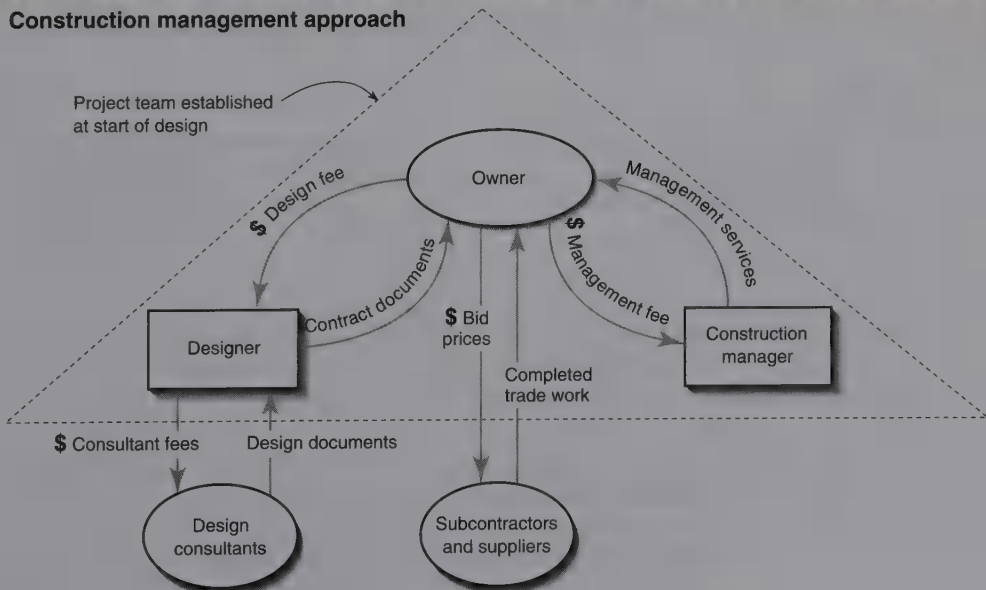 Construction management approach
Project team established
at start of design
Owner
$ Design fee
Contract documents
$ Bid
prices
Completed
trade work
$ Management fee
Management services
Designer
Construction
manager
$ Consultant fees
Design documents
Design
consultants
Subcontractors
and suppliers